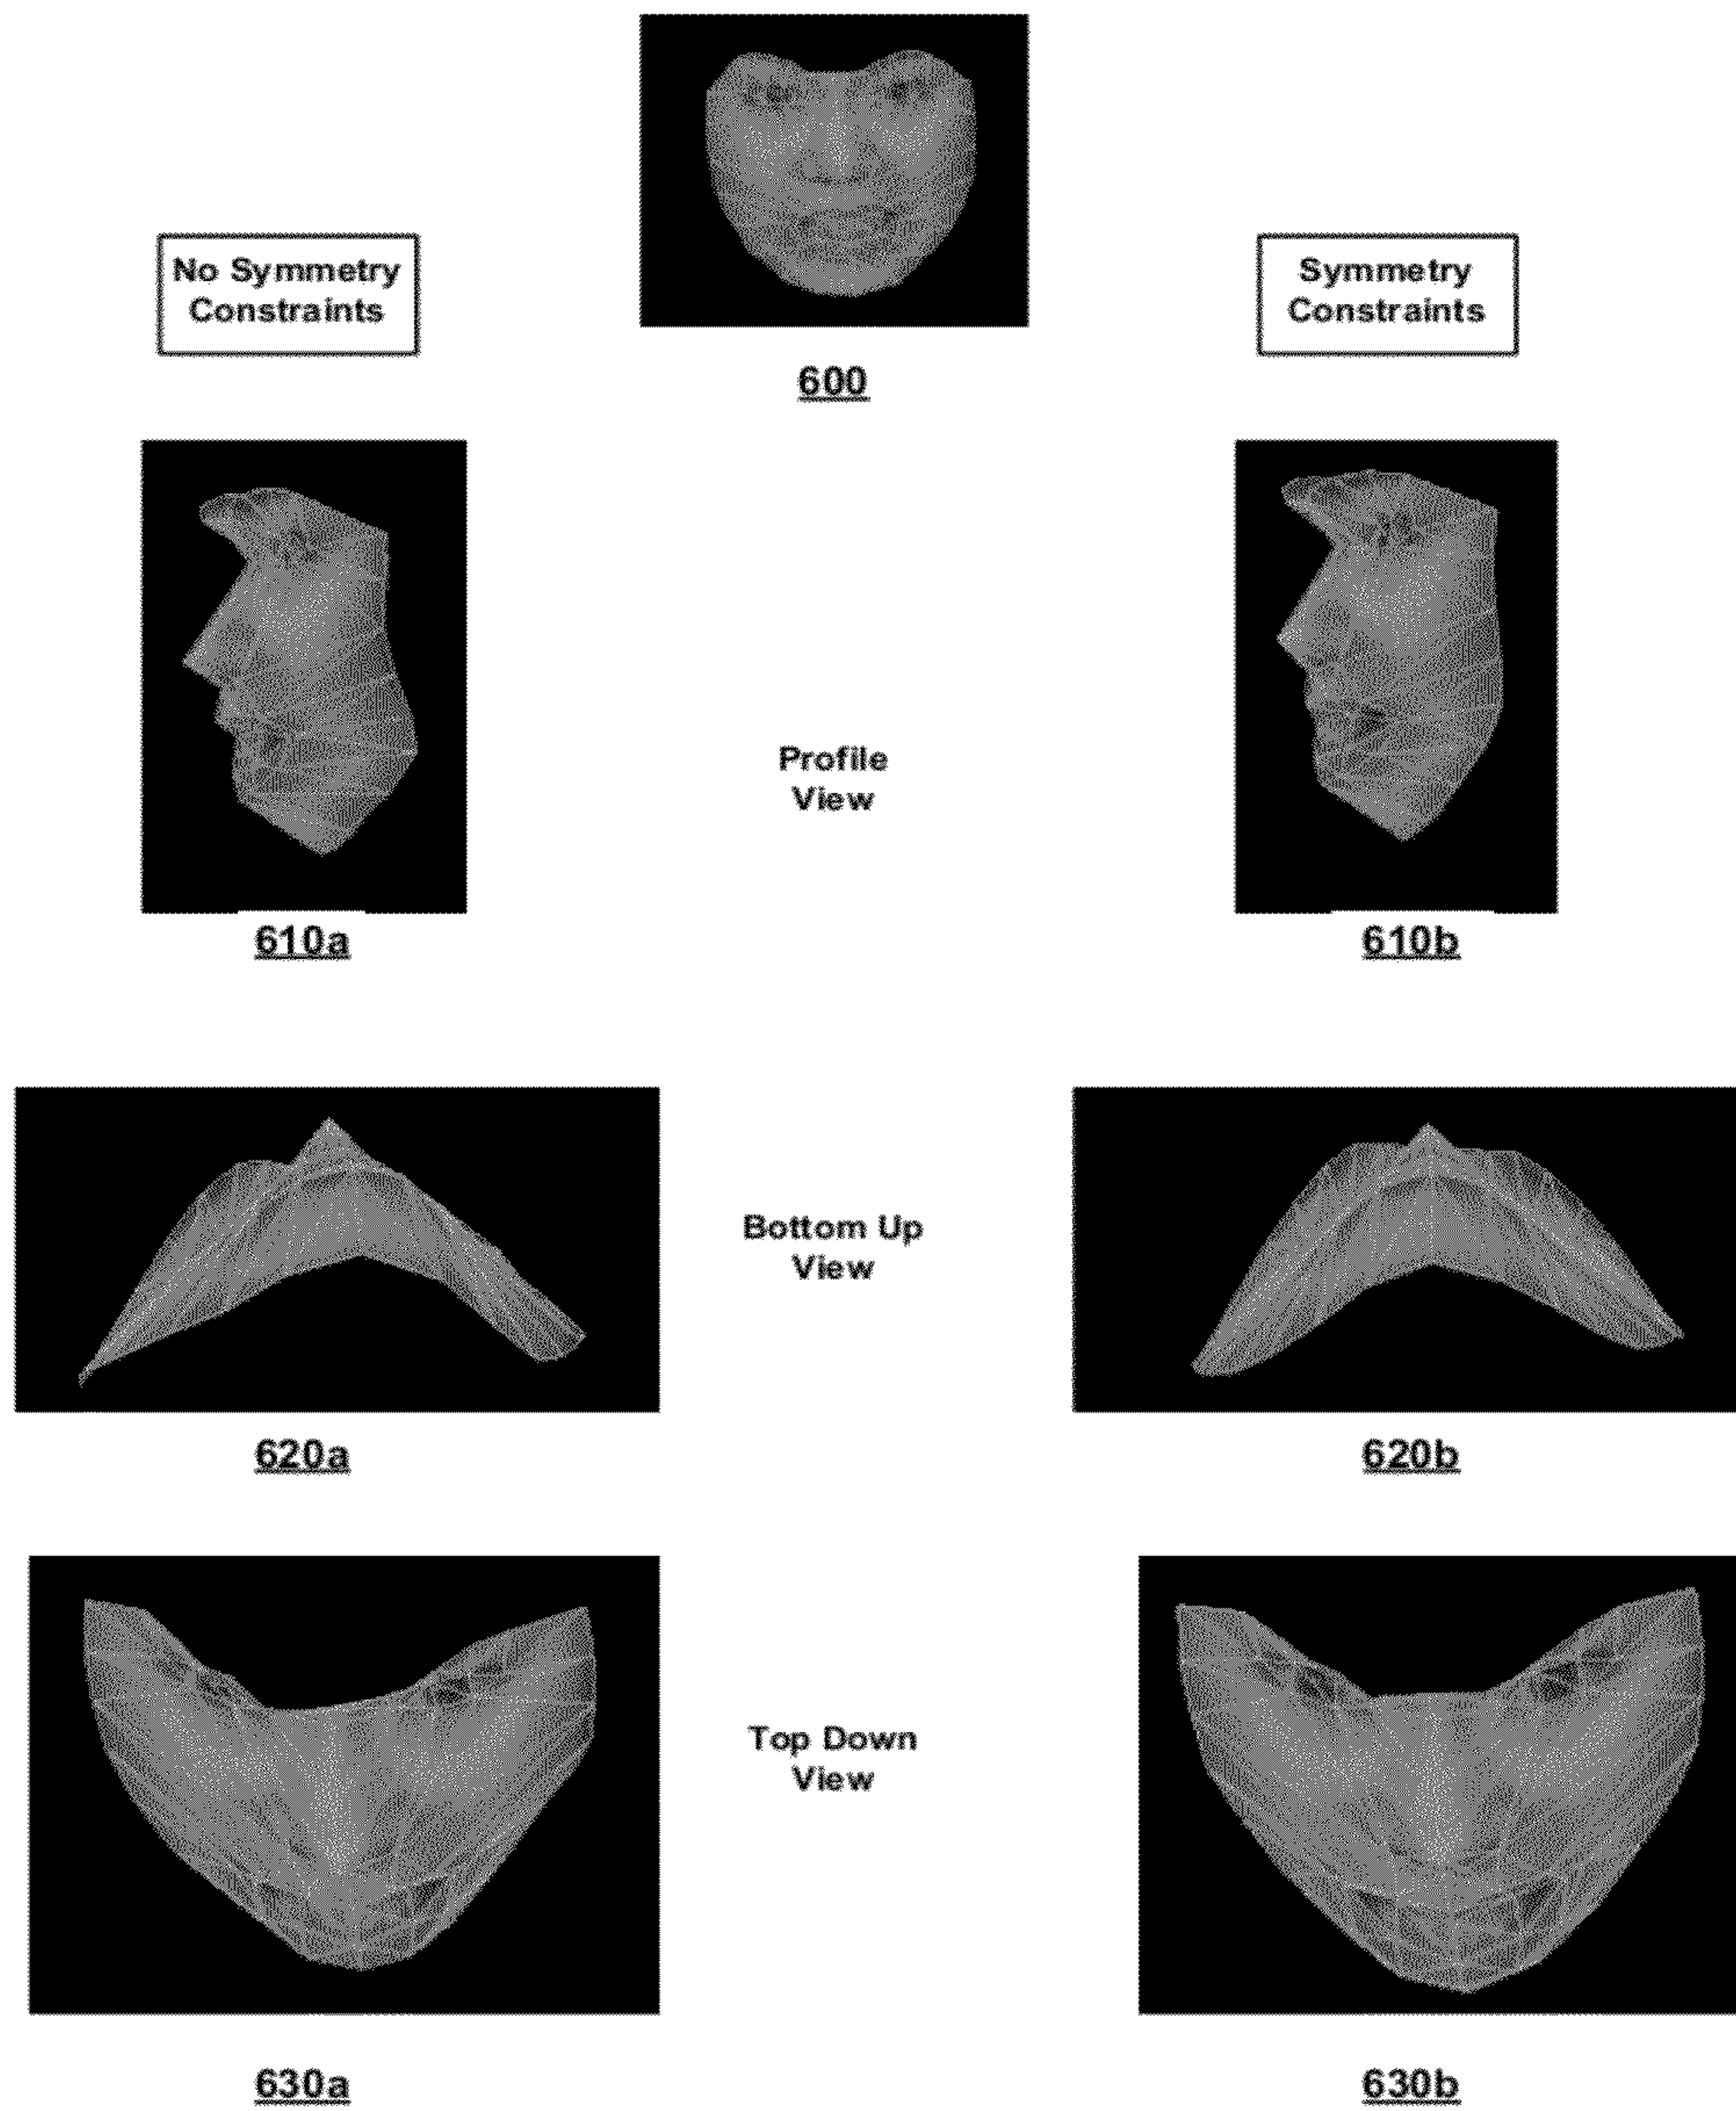 No Symmetry
Constraints
Symmetry
Constraints
600
Profile
View
610a
610b
Bottom Up
View
620a
620b
Top Down
View
630a
630b